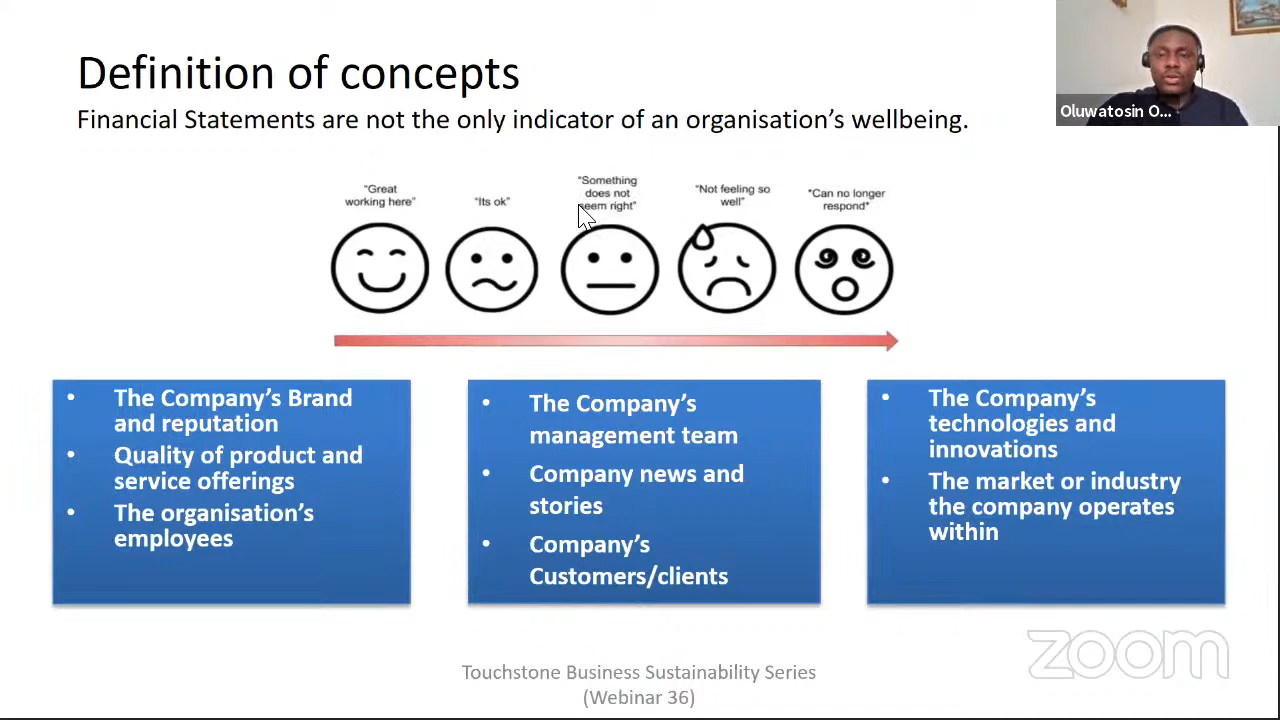 Definition of concepts
Financial Statements are not the only indicator of an organisation’s wellbeing.
Oluwatosin O...
“Great
working here”
“Its ok”
“Something
does not
seem right”
“Not feeling so
well”
*Can no longer
respond*
• The Company’s Brand
and reputation
• Quality of product and
service offerings
• The organisation’s
employees
• The Company’s
management team
• Company news and
stories
• Company’s
Customers/clients
• The Company’s
technologies and
innovations
• The market or industry
the company operates
within
zoom
Touchstone Business Sustainability Series
(Webinar 36)